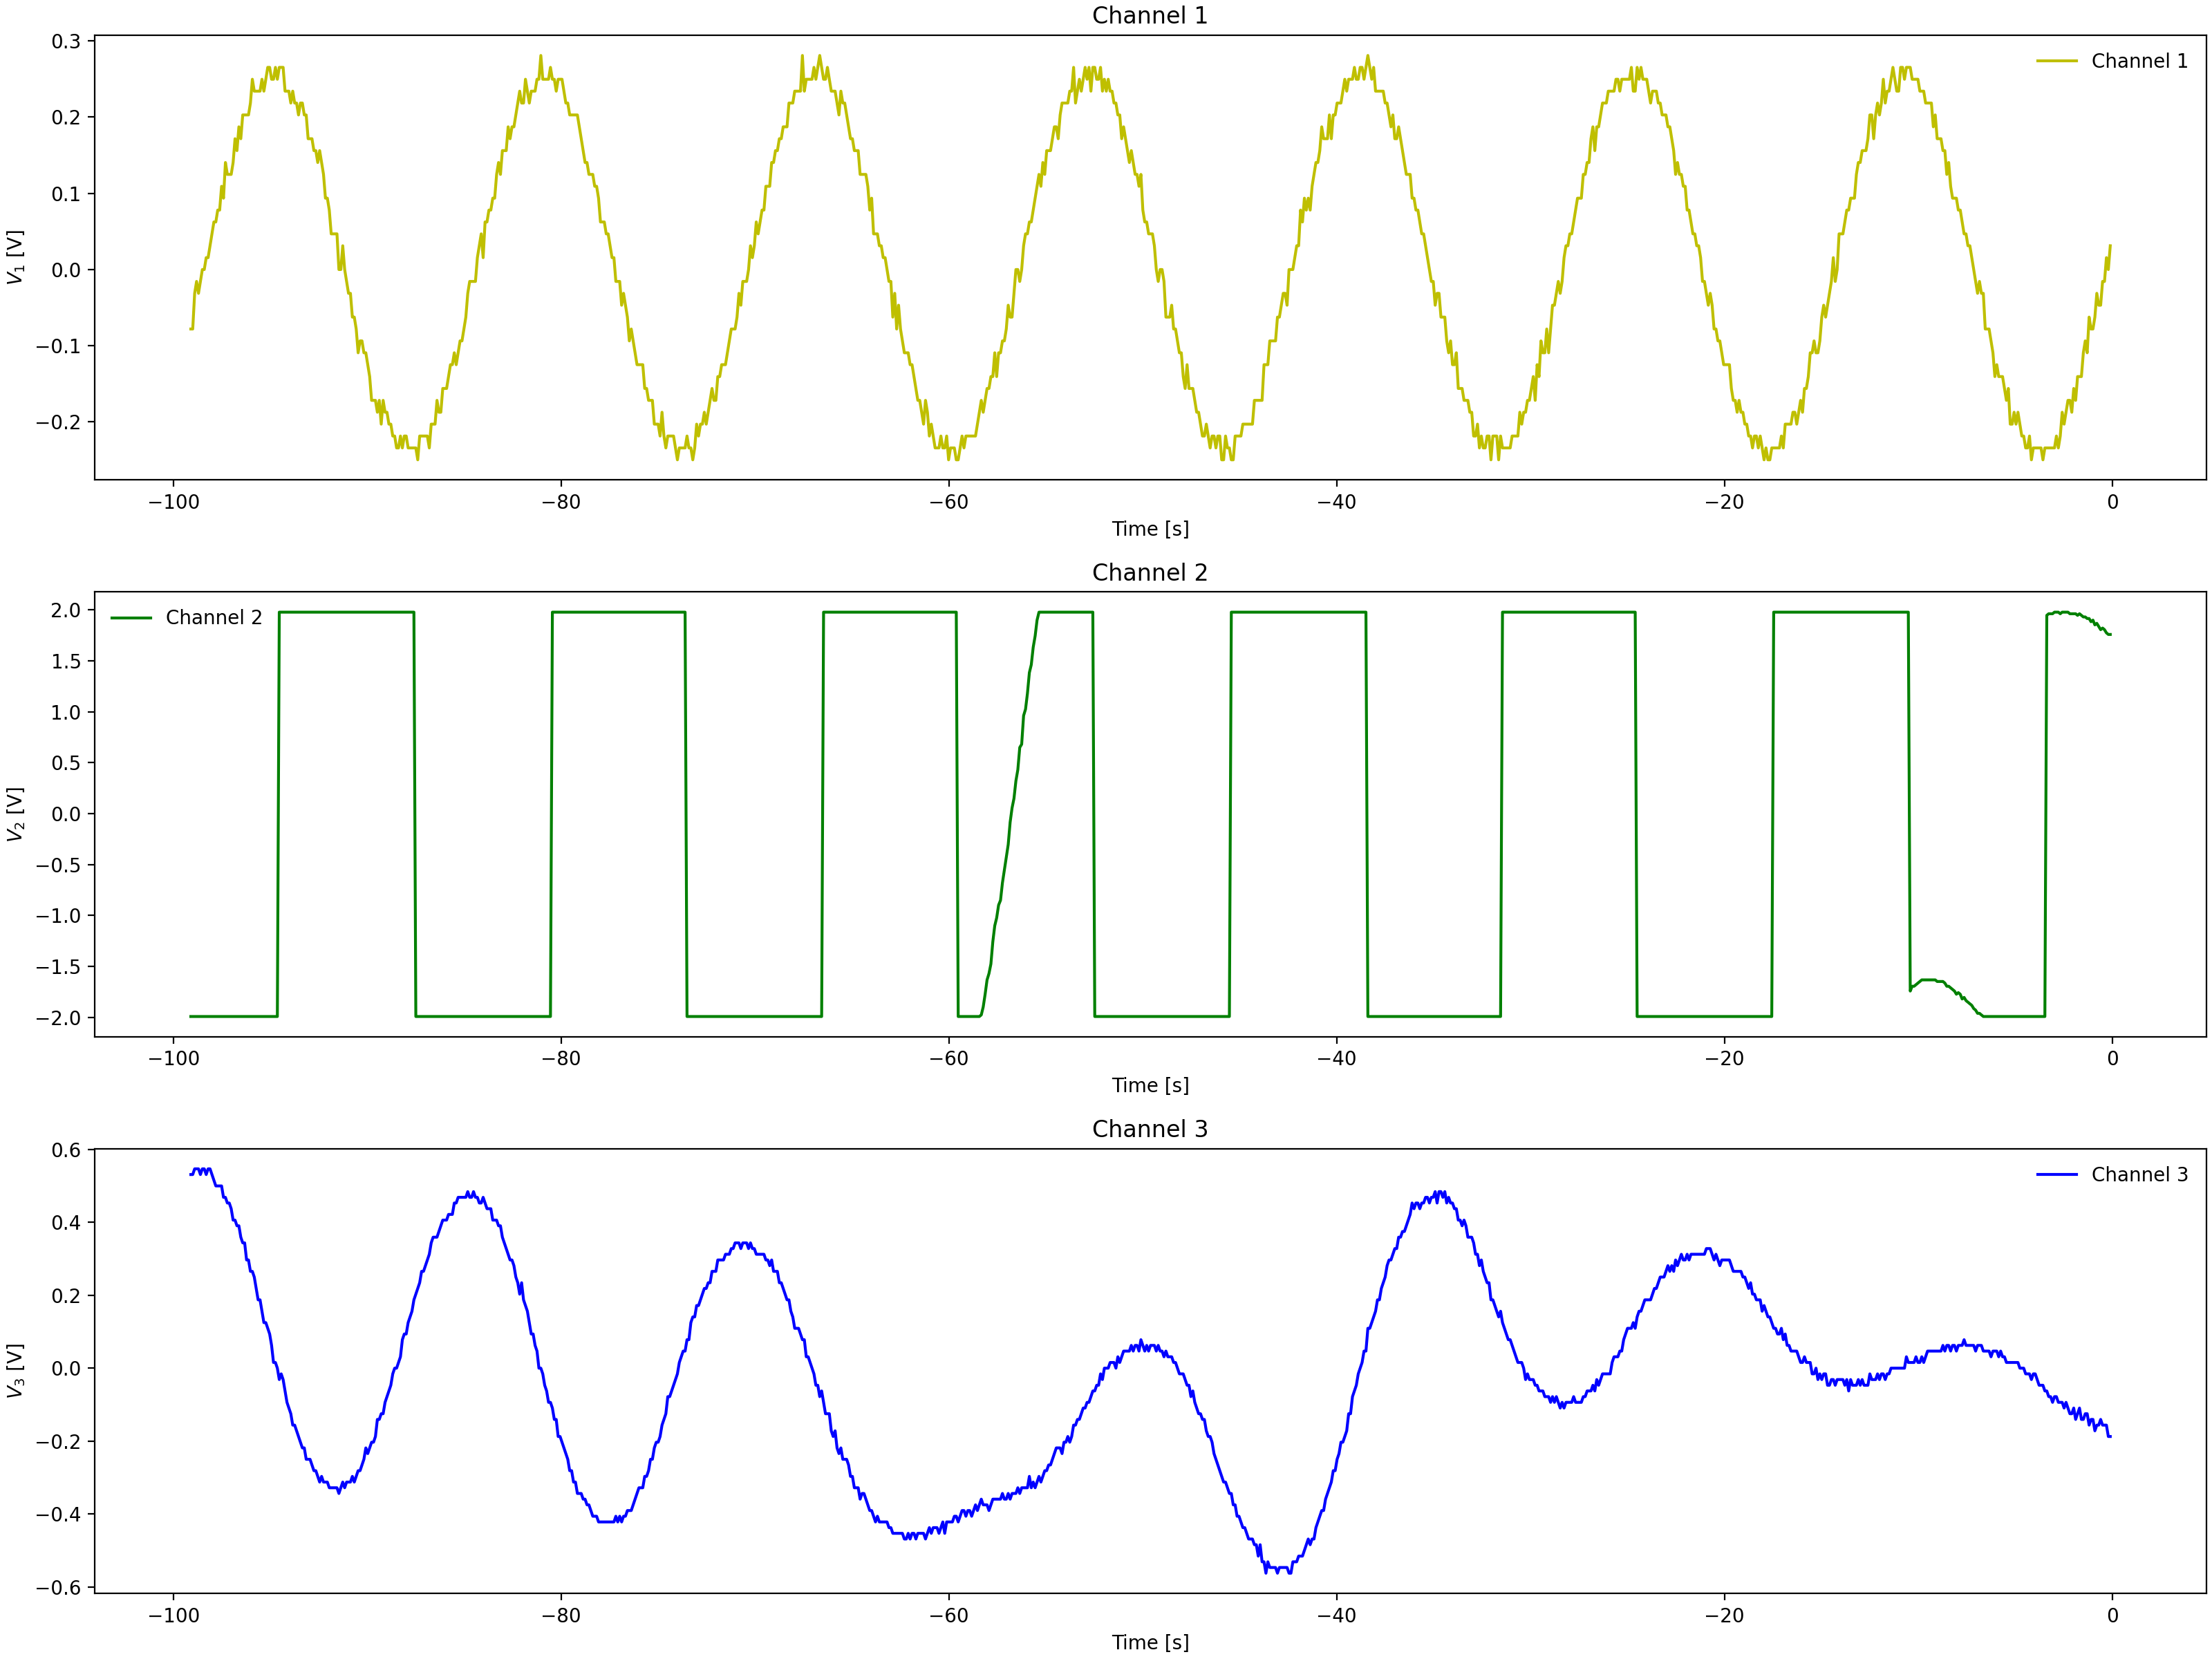 Channel 1
0.3
0.2
0.1
0.0
−0.1
−0.2
V1 [V]
Channel 1
−100 −80 −60 −40 −20 0
Time [s]
Channel 2
2.0
1.5
1.0
0.5
0.0
−0.5
−1.0
−1.5
−2.0
V2 [V]
Channel 2
−100 −80 −60 −40 −20 0
Time [s]
Channel 3
0.6
0.4
0.2
0.0
−0.2
−0.4
−0.6
V3 [V]
Channel 3
−100 −80 −60 −40 −20 0
Time [s]